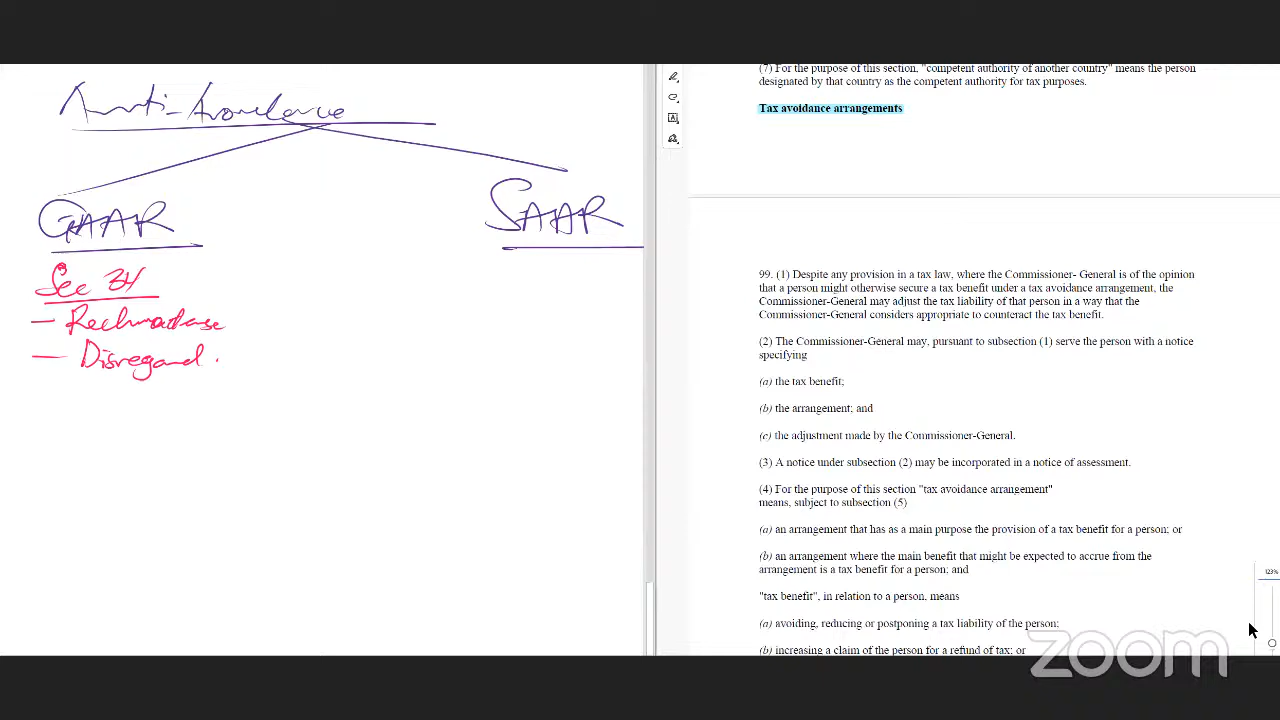 Anti-Avoidance
GAAR
SAAR
Sec 34
— Rechracterise
— Disregard.
(7) For the purpose of this section, "competent authority of another country" means the person
designated by that country as the competent authority for tax purposes.
Tax avoidance arrangements
99. (1) Despite any provision in a tax law, where the Commissioner- General is of the opinion
that a person might otherwise secure a tax benefit under a tax avoidance arrangement, the
Commissioner-General may adjust the tax liability of that person in a way that the
Commissioner-General considers appropriate to counteract the tax benefit.
(2) The Commissioner-General may, pursuant to subsection (1) serve the person with a notice
specifying
(a) the tax benefit;
(b) the arrangement; and
(c) the adjustment made by the Commissioner-General.
(3) A notice under subsection (2) may be incorporated in a notice of assessment.
(4) For the purpose of this section "tax avoidance arrangement"
means, subject to subsection (5)
(a) an arrangement that has as a main purpose the provision of a tax benefit for a person; or
(b) an arrangement where the main benefit that might be expected to accrue from the
arrangement is a tax benefit for a person; and
"tax benefit", in relation to a person, means
(a) avoiding, reducing or postponing a tax liability of the person;
(b) increasing a claim of the person for a refund of tax; or
123%
zoom